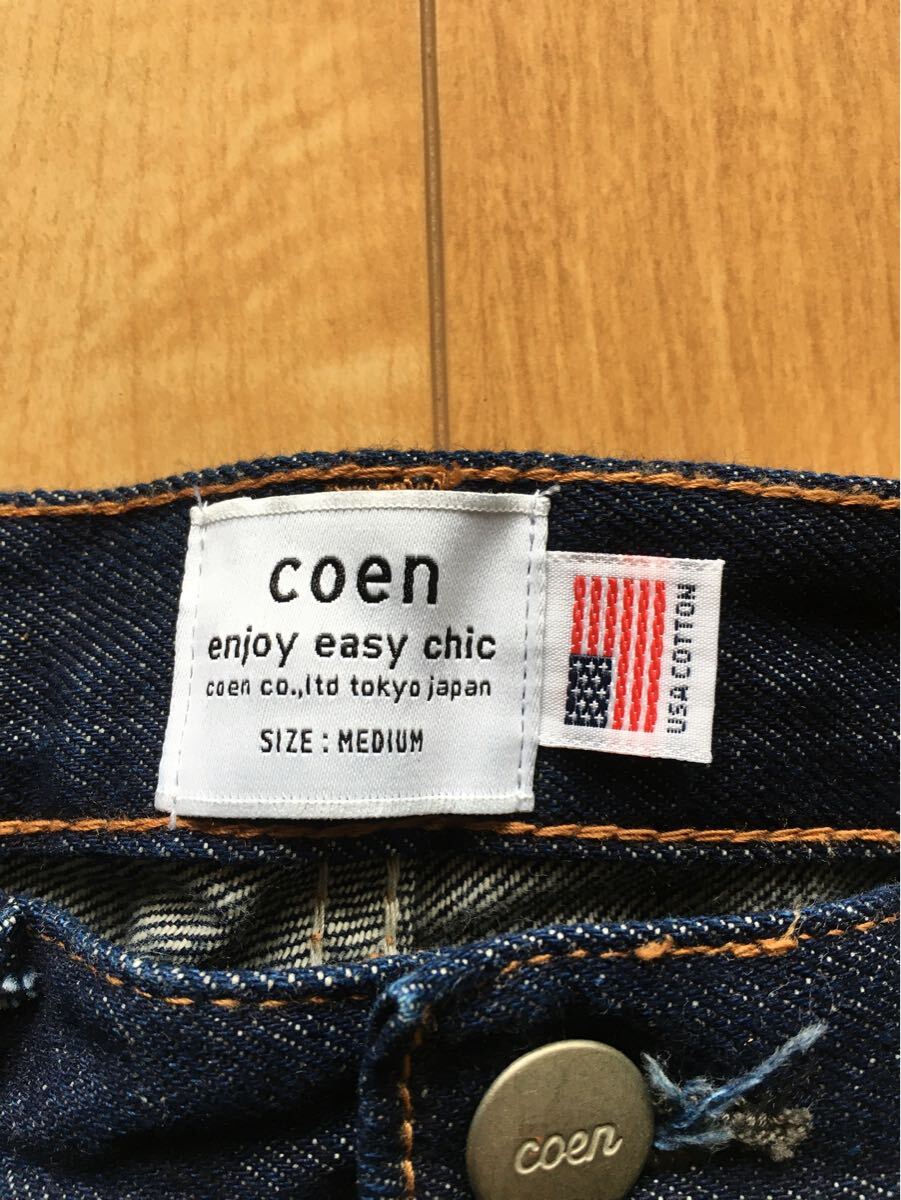 coen
enjoy easy chic
coen co.,ltd tokyo japan
SIZE : MEDIUM
USA COTTON
coen